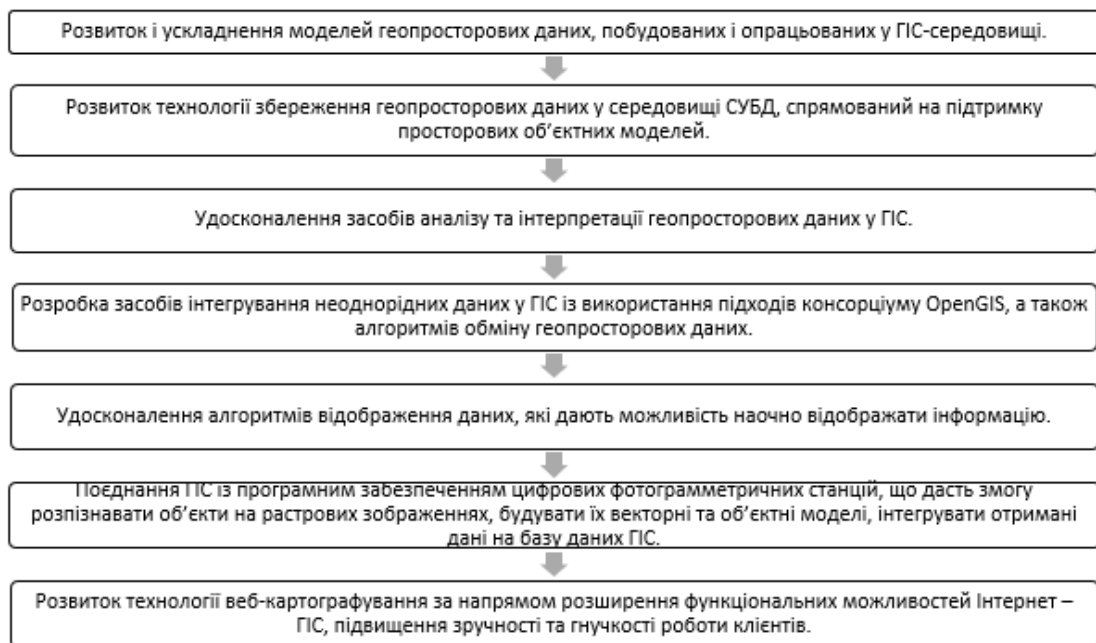 Розвиток і ускладнення моделей геопросторових даних, побудованих і опрацьованих у ГІС-середовищі.
Розвиток технології збереження геопросторових даних у середовищі СУБД, спрямований на підтримку
просторових об’єктних моделей.
Удосконалення засобів аналізу та інтерпретації геопросторових даних у ГІС.
Розробка засобів інтегрування неоднорідних даних у ГІС із використання підходів консорціуму OpenGIS, а також
алгоритмів обміну геопросторових даних.
Удосконалення алгоритмів відображення даних, які дають можливість наочно відображати інформацію.
Поєднання ГІС із програмним забезпеченням цифрових фотограмметричних станцій, що дасть змогу
розпізнавати об’єкти на растрових зображеннях, будувати їх векторні та об’єктні моделі, інтегрувати отримані
дані на базу даних ГІС.
Розвиток технології веб-картографування за напрямом розширення функціональних можливостей Інтернет –
ГІС, підвищення зручності та гнучкості роботи клієнтів.